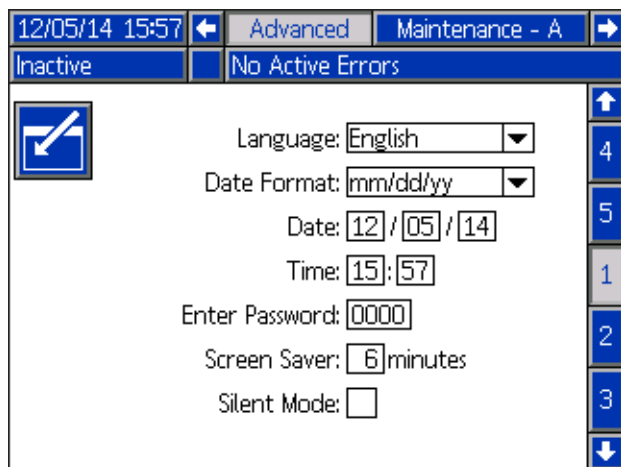 12/05/14 15:57 Advanced Maintenance - A
Inactive No Active Errors
Language: English
4
Date Format: mm/dd/yy
Date: 12 / 05 / 14
5
Time: 15 : 57
1
Enter Password: 0000
2
Screen Saver: 6 minutes
Silent Mode:
3